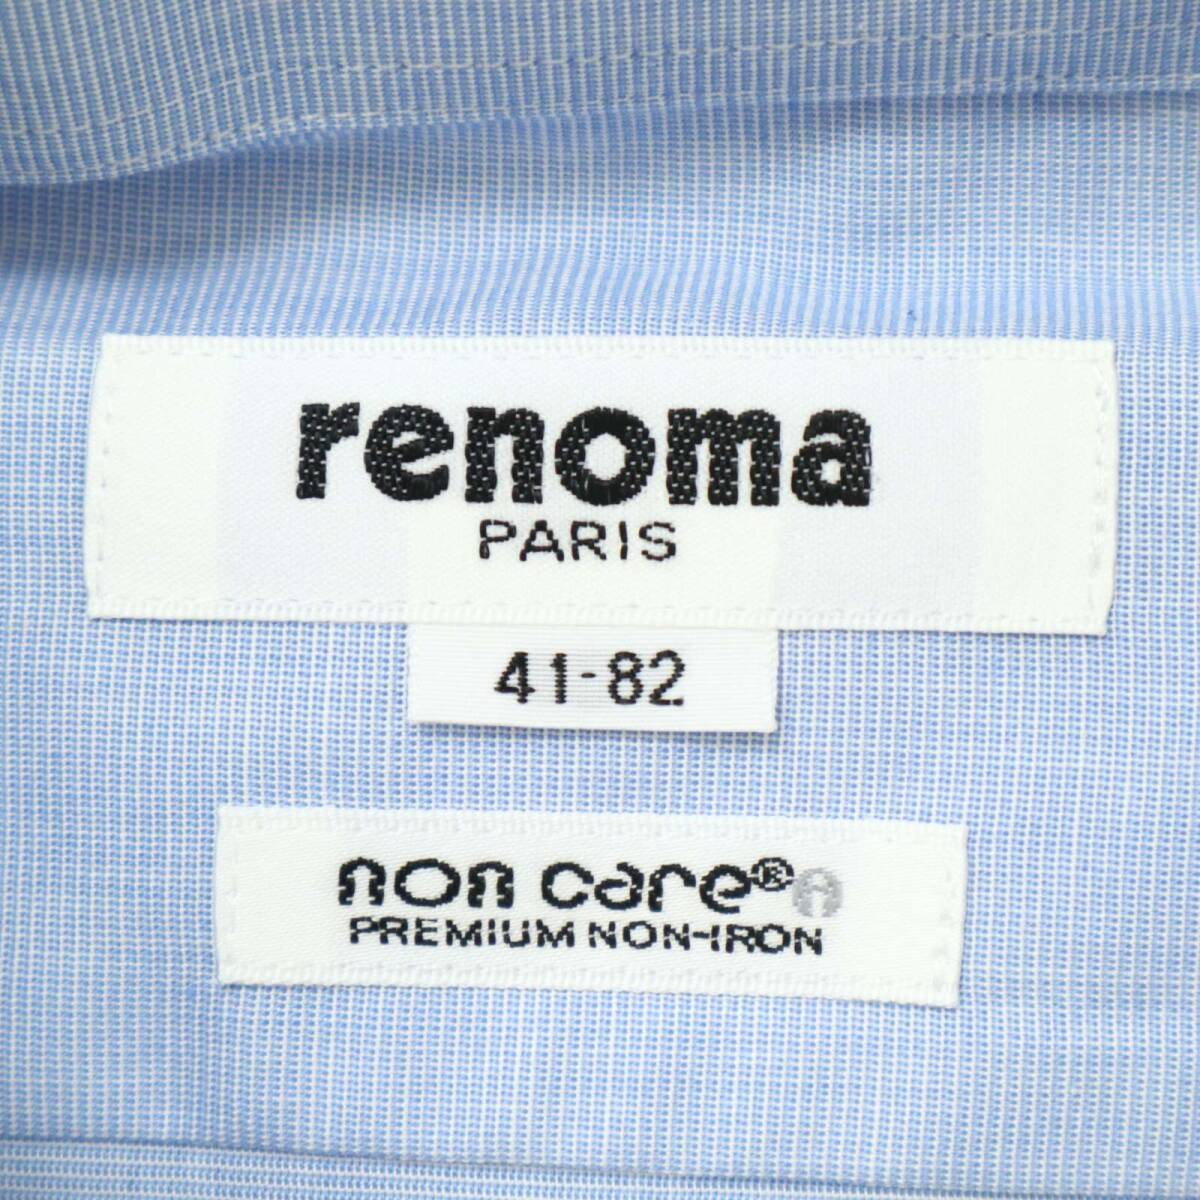 renoma
PARIS
41-82
non care® A
PREMIUM NON-IRON